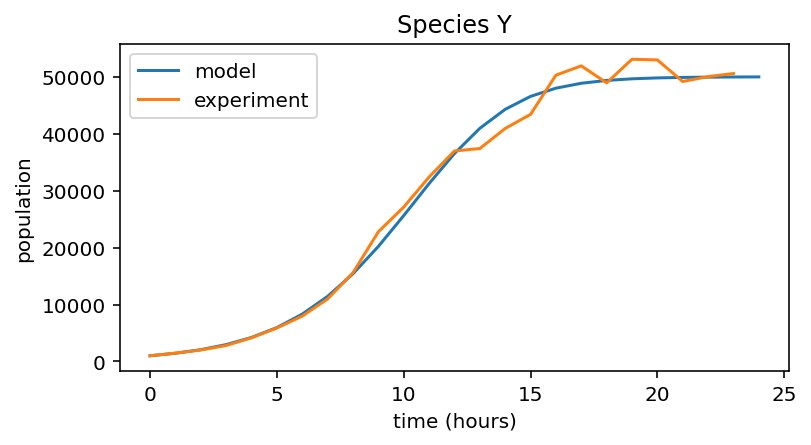 Species Y
model
experiment
50000
40000
30000
20000
10000
0
population
0 5 10 15 20 25
time (hours)